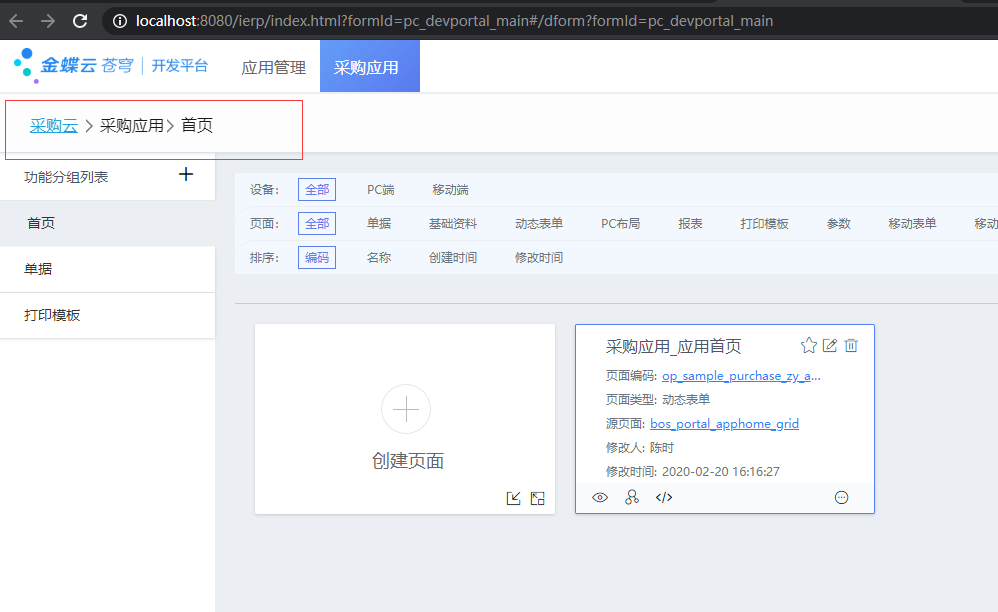 localhost:8080/ierp/index.html?formId=pc_devportal_main#/dform?formId=pc_devportal_main
金蝶云 苍穹 | 开发平台 应用管理 采购应用
采购云 > 采购应用 > 首页
功能分组列表 +
首页
单据
打印模板
设备: 全部 PC端 移动端
页面: 全部 单据 基础资料 动态表单 PC布局 报表 打印模板 参数 移动表单 移动
排序: 编码 名称 创建时间 修改时间
创建页面
采购应用_应用首页
页面编码: op_sample_purchase_zy_a...
页面类型: 动态表单
源页面: bos_portal_apphome_grid
修改人: 陈时
修改时间: 2020-02-20 16:16:27